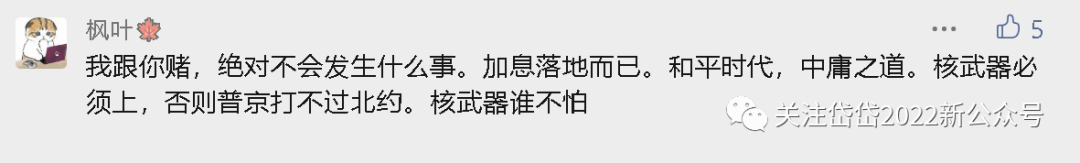 枫叶🍁
5
我跟你赌，绝对不会发生什么事。加息落地而已。和平时代，中庸之道。核武器必
须上，否则普京打不过北约。核武器谁不怕
关注岱岱2022新公众号